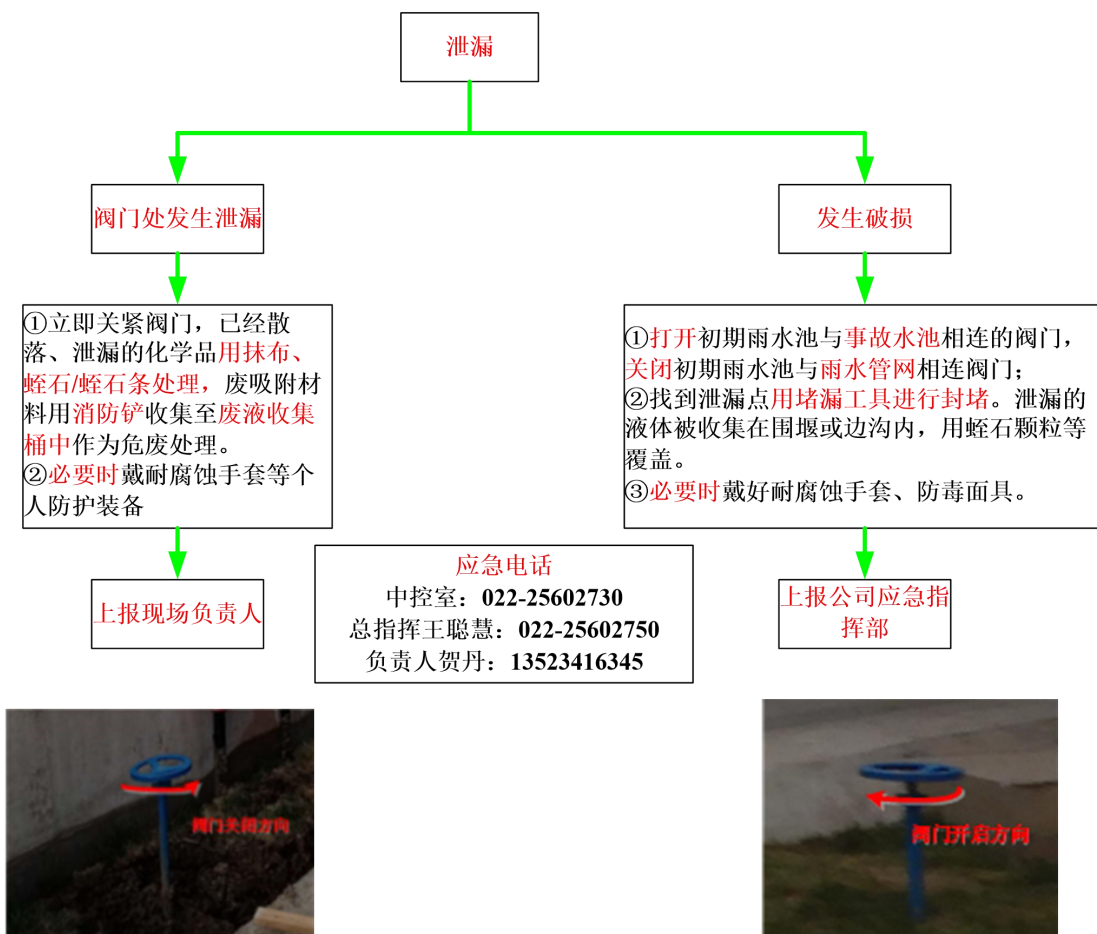 泄漏
阀门处发生泄漏
发生破损
①立即关紧阀门，已经散
落、泄漏的化学品用抹布、
蛭石/蛭石条处理，废吸附材
料用消防铲收集至废液收集
桶中作为危废处理。
②必要时戴耐腐蚀手套等个
人防护装备
①打开初期雨水池与事故水池相连的阀门，
关闭初期雨水池与雨水管网相连阀门；
②找到泄漏点用堵漏工具进行封堵。泄漏的
液体被收集在围堰或边沟内，用蛭石颗粒等
覆盖。
③必要时戴好耐腐蚀手套、防毒面具。
上报现场负责人
应急电话
中控室：022-25602730
总指挥王聪慧：022-25602750
负责人贺丹：13523416345
上报公司应急指
挥部
阀门关闭方向
阀门开启方向